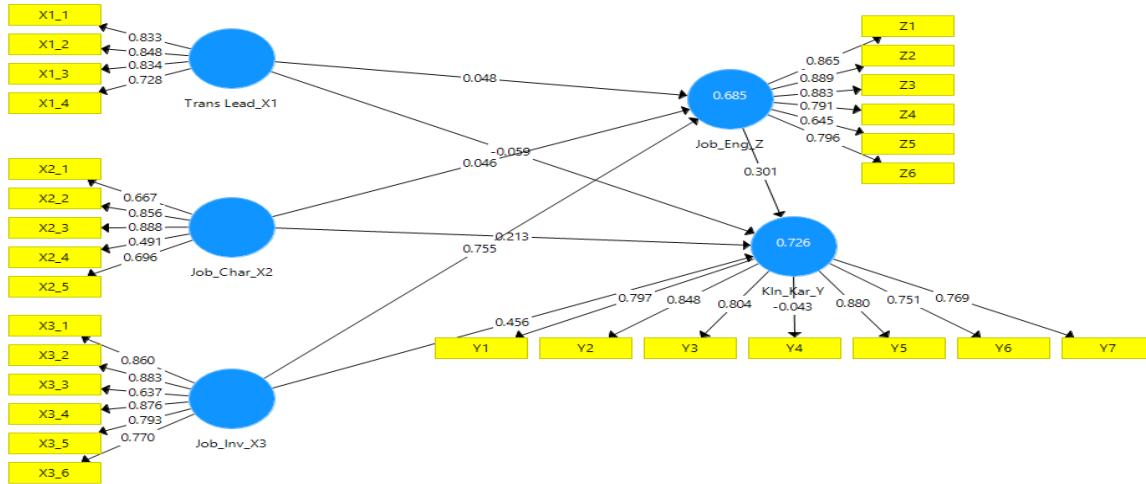 X1_1
X1_2
X1_3
X1_4
0.833
0.848
0.834
0.728
Trans Lead_X1
X2_1
X2_2
X2_3
X2_4
X2_5
0.667
0.856
0.888
0.491
0.696
Job_Char_X2
X3_1
X3_2
X3_3
X3_4
X3_5
X3_6
0.860
0.883
0.637
0.876
0.793
0.770
Job_Inv_X3
0.048
-0.059
0.046
0.213
0.755
0.456
0.685
Job_Eng_Z
0.865
0.889
0.883
0.791
0.645
0.796
Z1
Z2
Z3
Z4
Z5
Z6
0.301
0.726
Kln_Kar_Y
0.797
0.848
0.804
-0.043
0.880
0.751
0.769
Y1
Y2
Y3
Y4
Y5
Y6
Y7